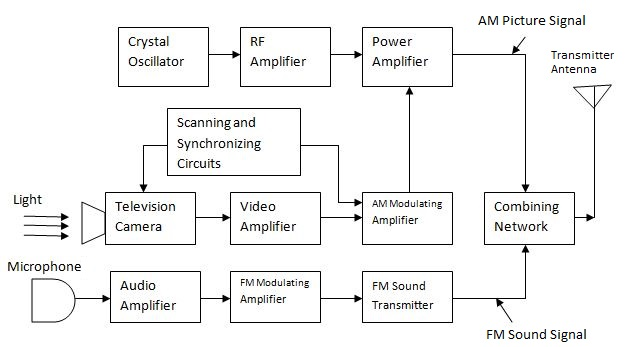 AM Picture Signal
Crystal
Oscillator
RF
Amplifier
Power
Amplifier
Transmitter
Antenna
Scanning and
Synchronizing
Circuits
Light
Television
Camera
Video
Amplifier
AM Modulating
Amplifier
Combining
Network
Microphone
Audio
Amplifier
FM Modulating
Amplifier
FM Sound
Transmitter
FM Sound Signal